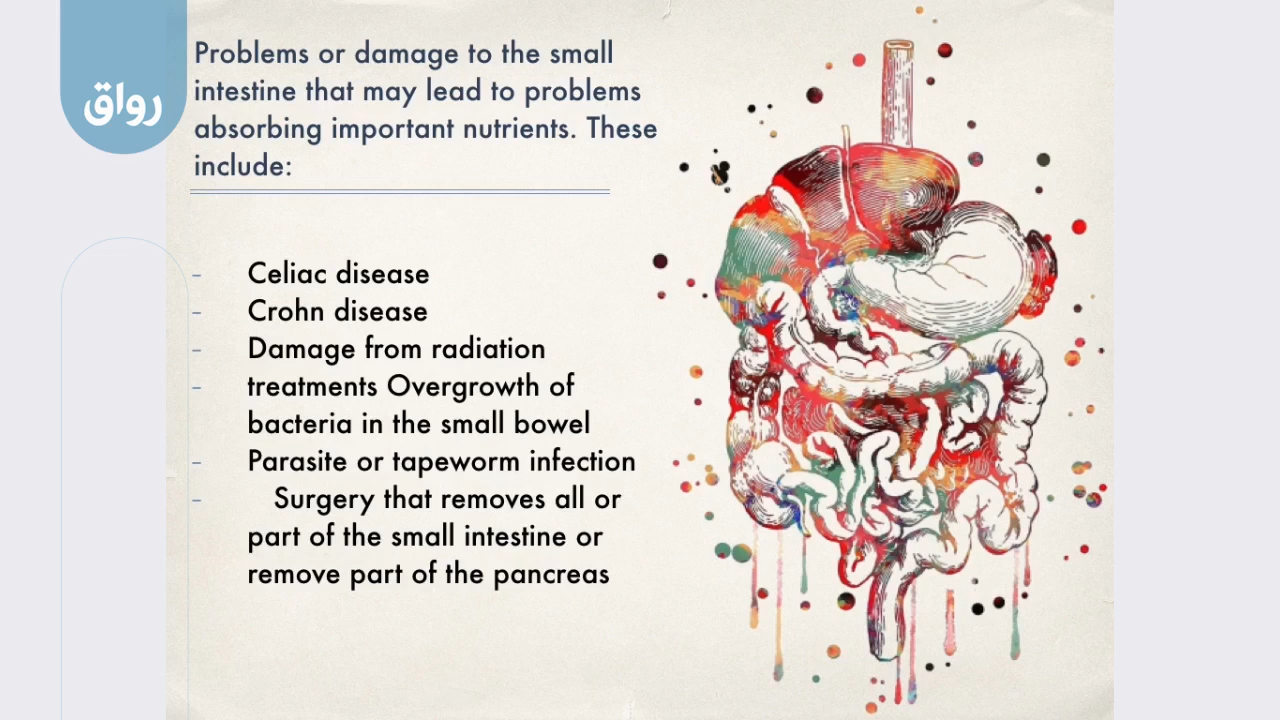 رواق
Problems or damage to the small
intestine that may lead to problems
absorbing important nutrients. These
include:
- Celiac disease
- Crohn disease
- Damage from radiation
- treatments Overgrowth of
bacteria in the small bowel
- Parasite or tapeworm infection
- Surgery that removes all or
part of the small intestine or
remove part of the pancreas